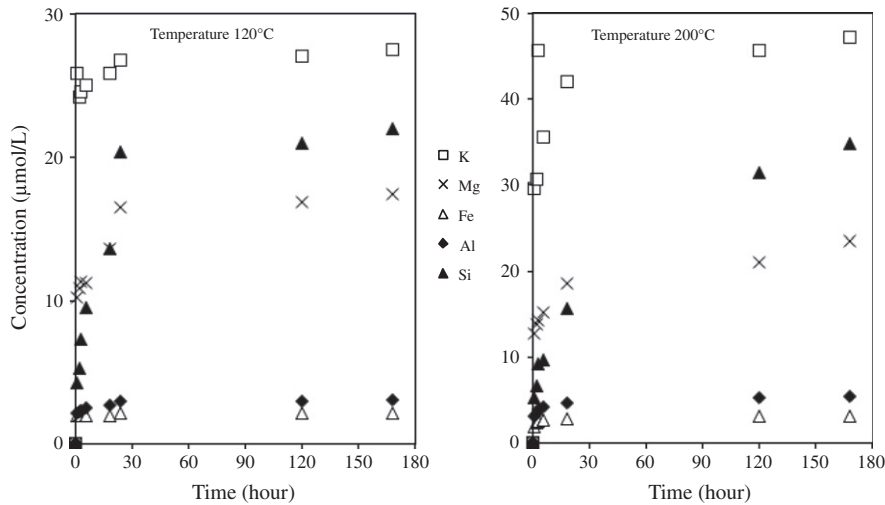 Temperature 120°C
30
20
10
0
Concentration (μmol/L)
0 30 60 90 120 150 180
Time (hour)
K
Mg
Fe
Al
Si
Temperature 200°C
50
40
30
20
10
0
0 30 60 90 120 150 180
Time (hour)